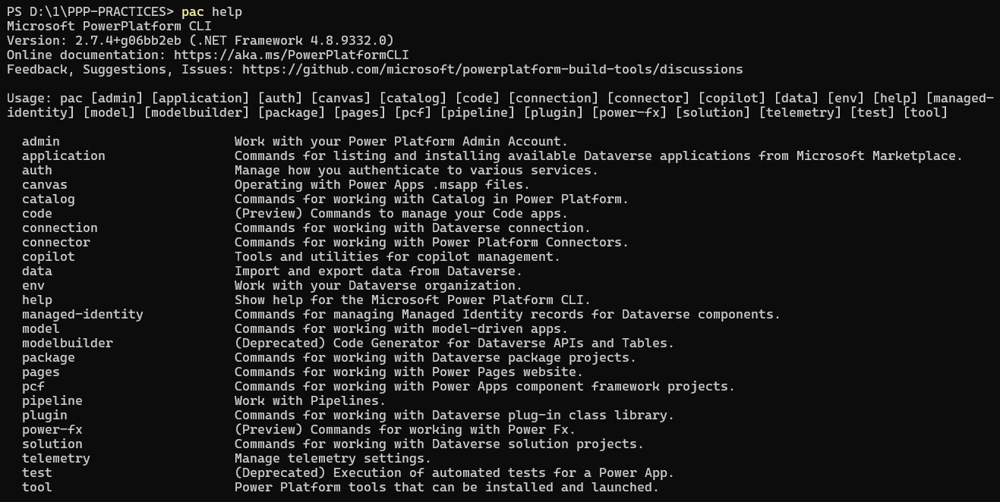 PS D:\1\PPP-PRACTICES> pac help
Microsoft PowerPlatform CLI
Version: 2.7.4+g06bb2eb (.NET Framework 4.8.9332.0)
Online documentation: https://aka.ms/PowerPlatformCLI
Feedback, Suggestions, Issues: https://github.com/microsoft/powerplatform-build-tools/discussions
Usage: pac [admin] [application] [auth] [canvas] [catalog] [code] [connection] [connector] [copilot] [data] [env] [help] [managed-
identity] [model] [modelbuilder] [package] [pages] [pcf] [pipeline] [plugin] [power-fx] [solution] [telemetry] [test] [tool]
admin Work with your Power Platform Admin Account.
application Commands for listing and installing available Dataverse applications from Microsoft Marketplace.
auth Manage how you authenticate to various services.
canvas Operating with Power Apps .msapp files.
catalog Commands for working with Catalog in Power Platform.
code (Preview) Commands to manage your Code apps.
connection Commands for working with Dataverse connection.
connector Commands for working with Power Platform Connectors.
copilot Tools and utilities for copilot management.
data Import and export data from Dataverse.
env Work with your Dataverse organization.
help Show help for the Microsoft Power Platform CLI.
managed-identity Commands for managing Managed Identity records for Dataverse components.
model Commands for working with model-driven apps.
modelbuilder (Deprecated) Code Generator for Dataverse APIs and Tables.
package Commands for working with Dataverse package projects.
pages Commands for working with Power Pages website.
pcf Commands for working with Power Apps component framework projects.
pipeline Work with Pipelines.
plugin Commands for working with Dataverse plug-in class library.
power-fx (Preview) Commands for working with Power Fx.
solution Commands for working with Dataverse solution projects.
telemetry Manage telemetry settings.
test (Deprecated) Execution of automated tests for a Power App.
tool Power Platform tools that can be installed and launched.